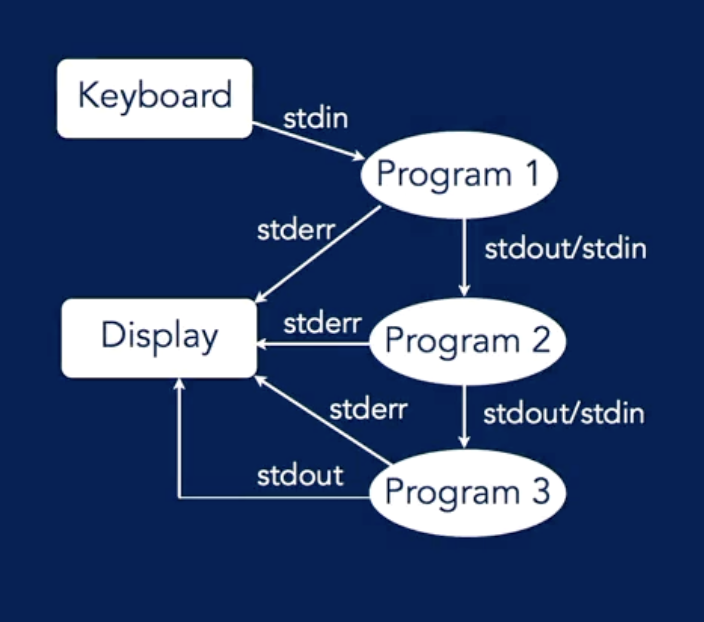 Keyboard
stdin
Program 1
stderr
stdout/stdin
Display
stderr
Program 2
stderr
stdout/stdin
stdout
Program 3